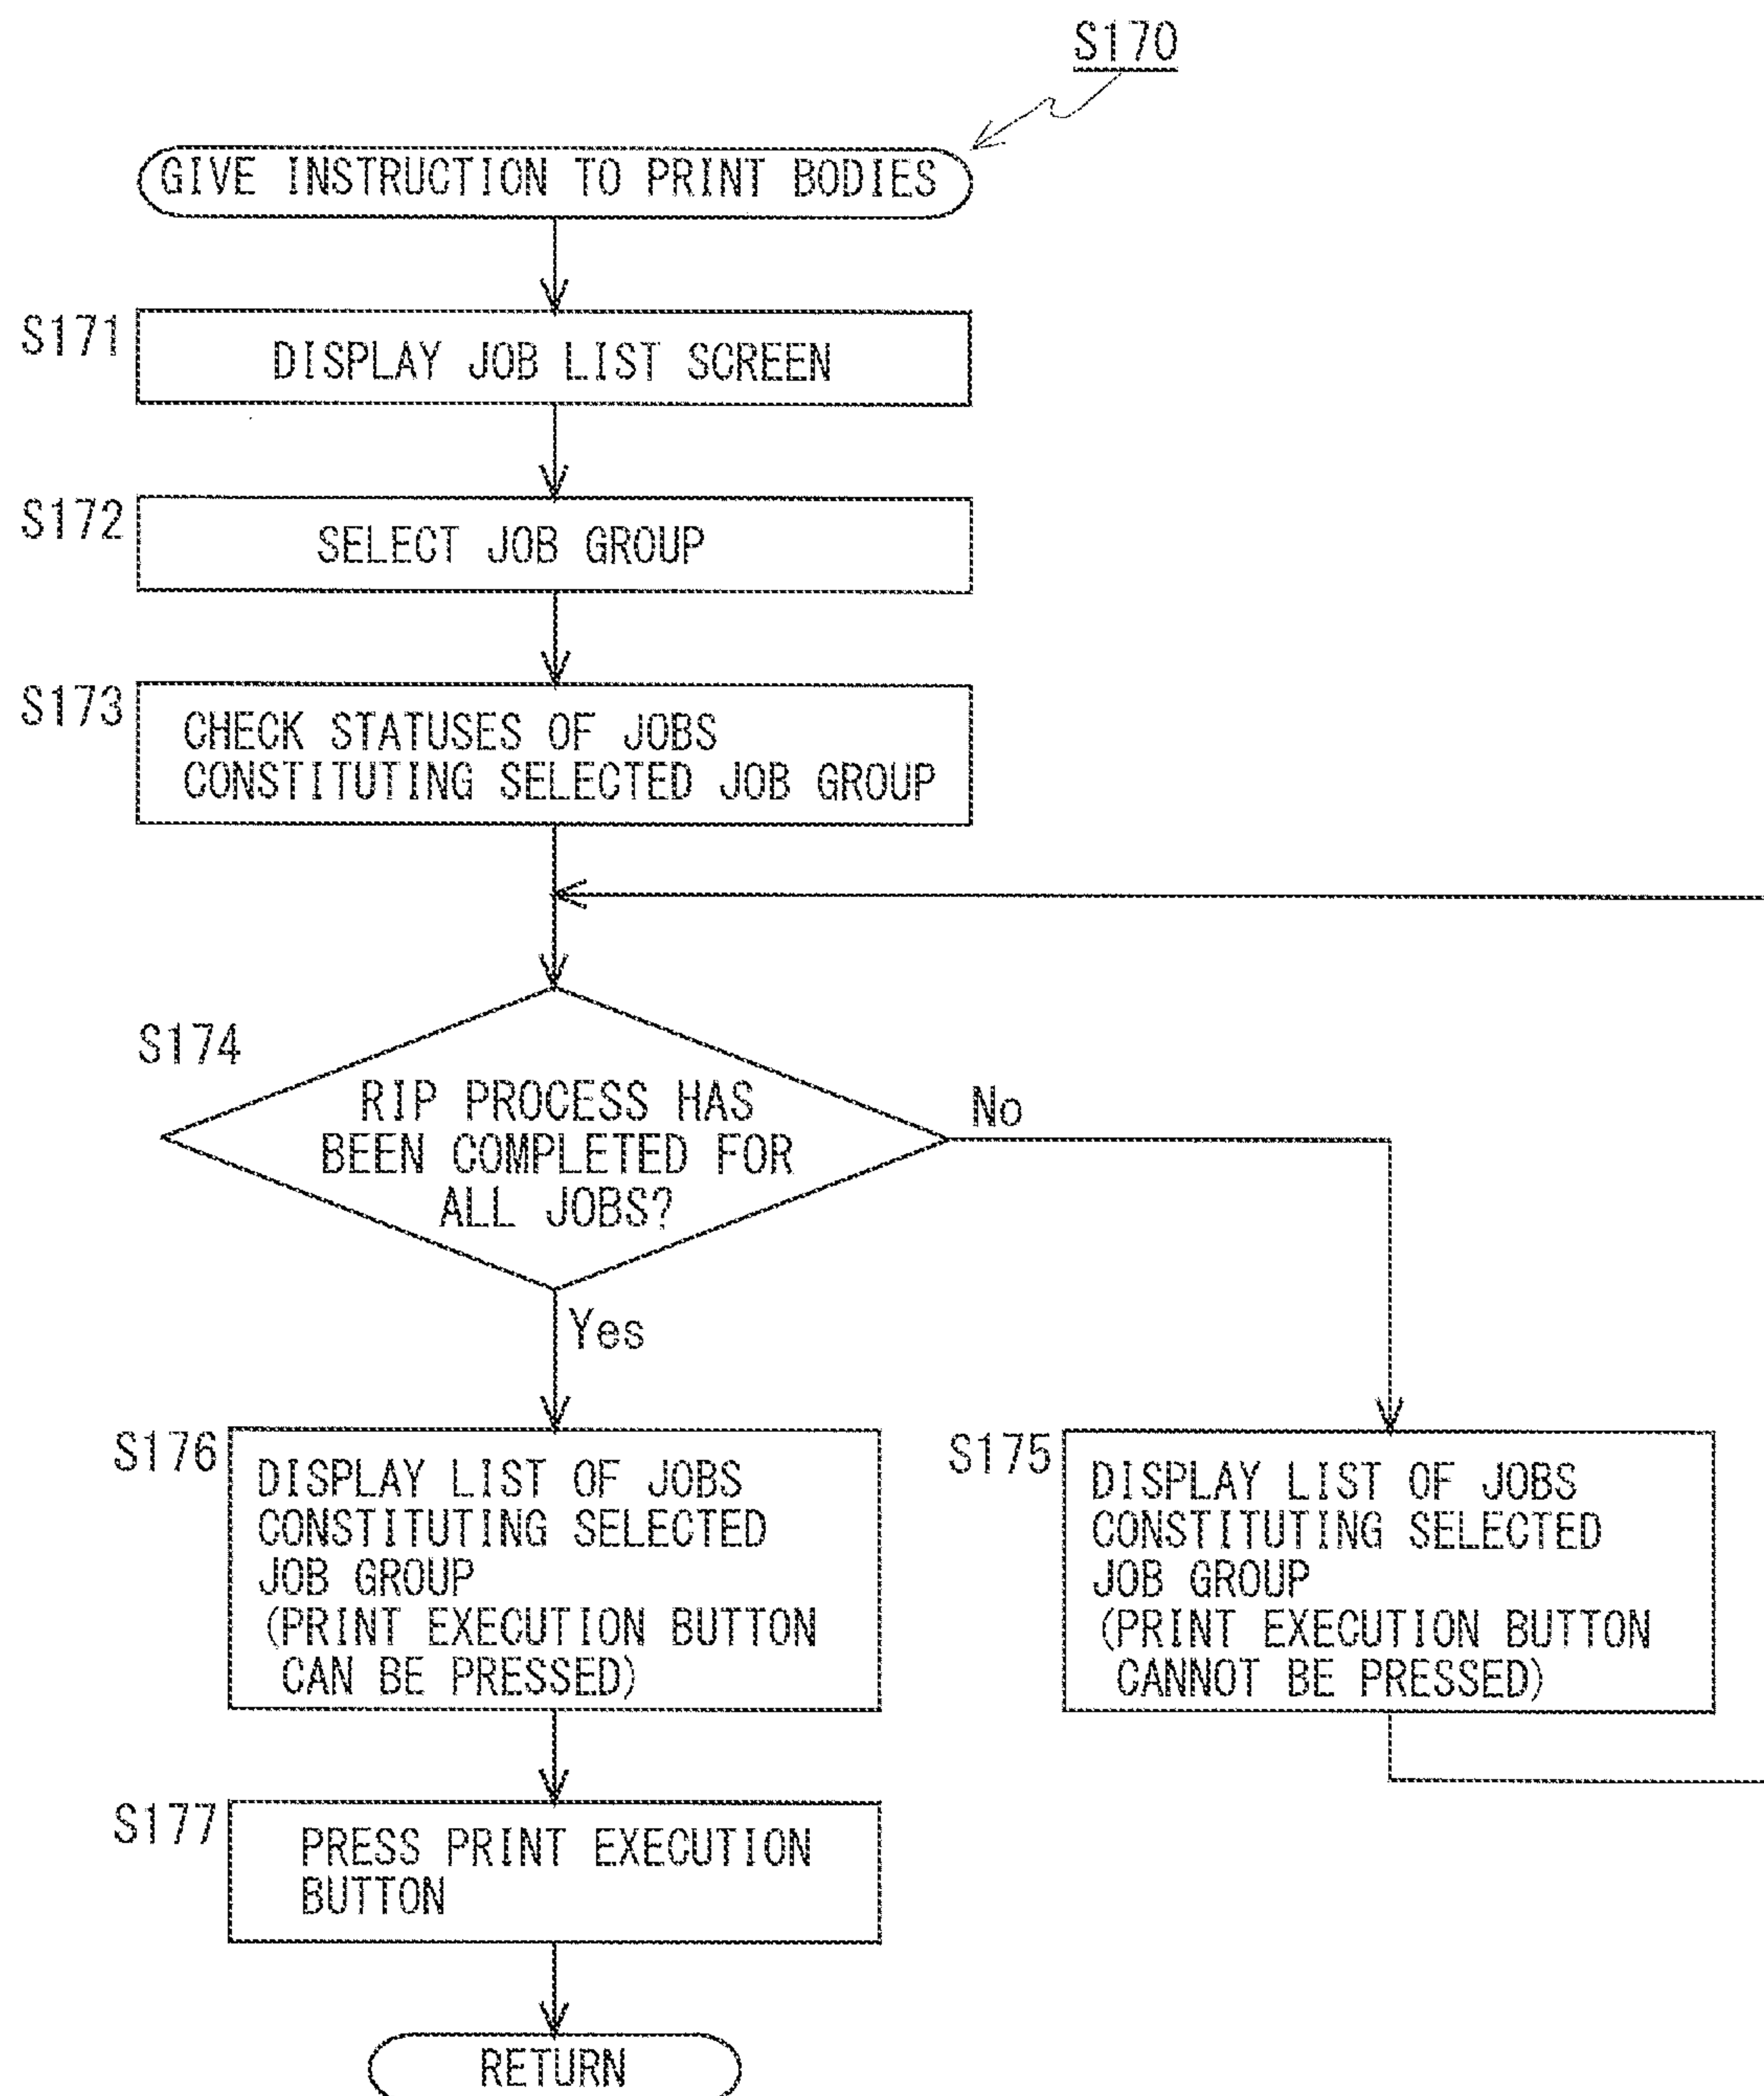 S170
GIVE INSTRUCTION TO PRINT BODIES
S171
DISPLAY JOB LIST SCREEN
S172
SELECT JOB GROUP
S173
CHECK STATUSES OF JOBS
CONSTITUTING SELECTED JOB GROUP
S174
RIP PROCESS HAS
BEEN COMPLETED FOR
ALL JOBS?
No
Yes
S176
DISPLAY LIST OF JOBS
CONSTITUTING SELECTED
JOB GROUP
(PRINT EXECUTION BUTTON
CAN BE PRESSED)
S175
DISPLAY LIST OF JOBS
CONSTITUTING SELECTED
JOB GROUP
(PRINT EXECUTION BUTTON
CANNOT BE PRESSED)
S177
PRESS PRINT EXECUTION
BUTTON
RETURN